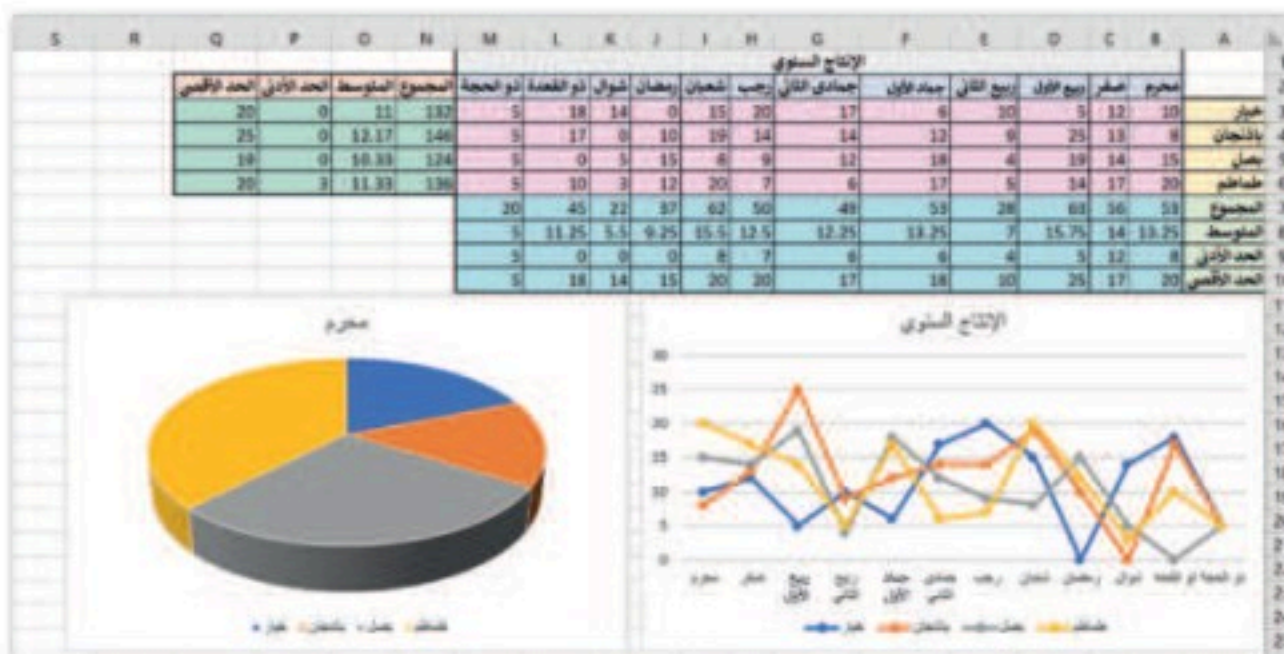 A B C D E F G H I J K L M N O P Q R S
الإنتاج السنوي
محرم صفر ربيع الأول ربيع الثاني جماد الأول جمادى الثاني رجب شعبان رمضان شوال ذو القعدة ذو الحجة المجموع المتوسط الحد الأدنى الحد الأقصى
خيار 10 12 5 10 6 17 20 15 0 14 18 5 132 11 0 20
باذنجان 8 13 25 9 12 14 14 19 10 0 17 5 146 12.17 0 25
بصل 15 14 19 4 18 12 9 8 15 5 0 5 124 10.33 0 19
طماطم 20 17 14 5 17 6 7 20 12 3 10 5 136 11.33 3 20
المجموع 53 56 63 28 53 49 50 62 37 22 45 20
المتوسط 13.25 14 15.75 7 13.25 12.25 12.5 15.5 9.25 5.5 11.25 5
الحد الأدنى 8 12 5 4 6 6 7 8 0 0 0 5
الحد الأقصى 20 17 25 10 18 17 20 20 15 14 18 5
الإنتاج السنوي
30
25
20
15
10
5
0
محرم صفر ربيع الأول ربيع الثاني جماد الأول جمادى الثاني رجب شعبان رمضان شوال ذو القعدة ذو الحجة
خيار باذنجان بصل طماطم
محرم
خيار باذنجان بصل طماطم